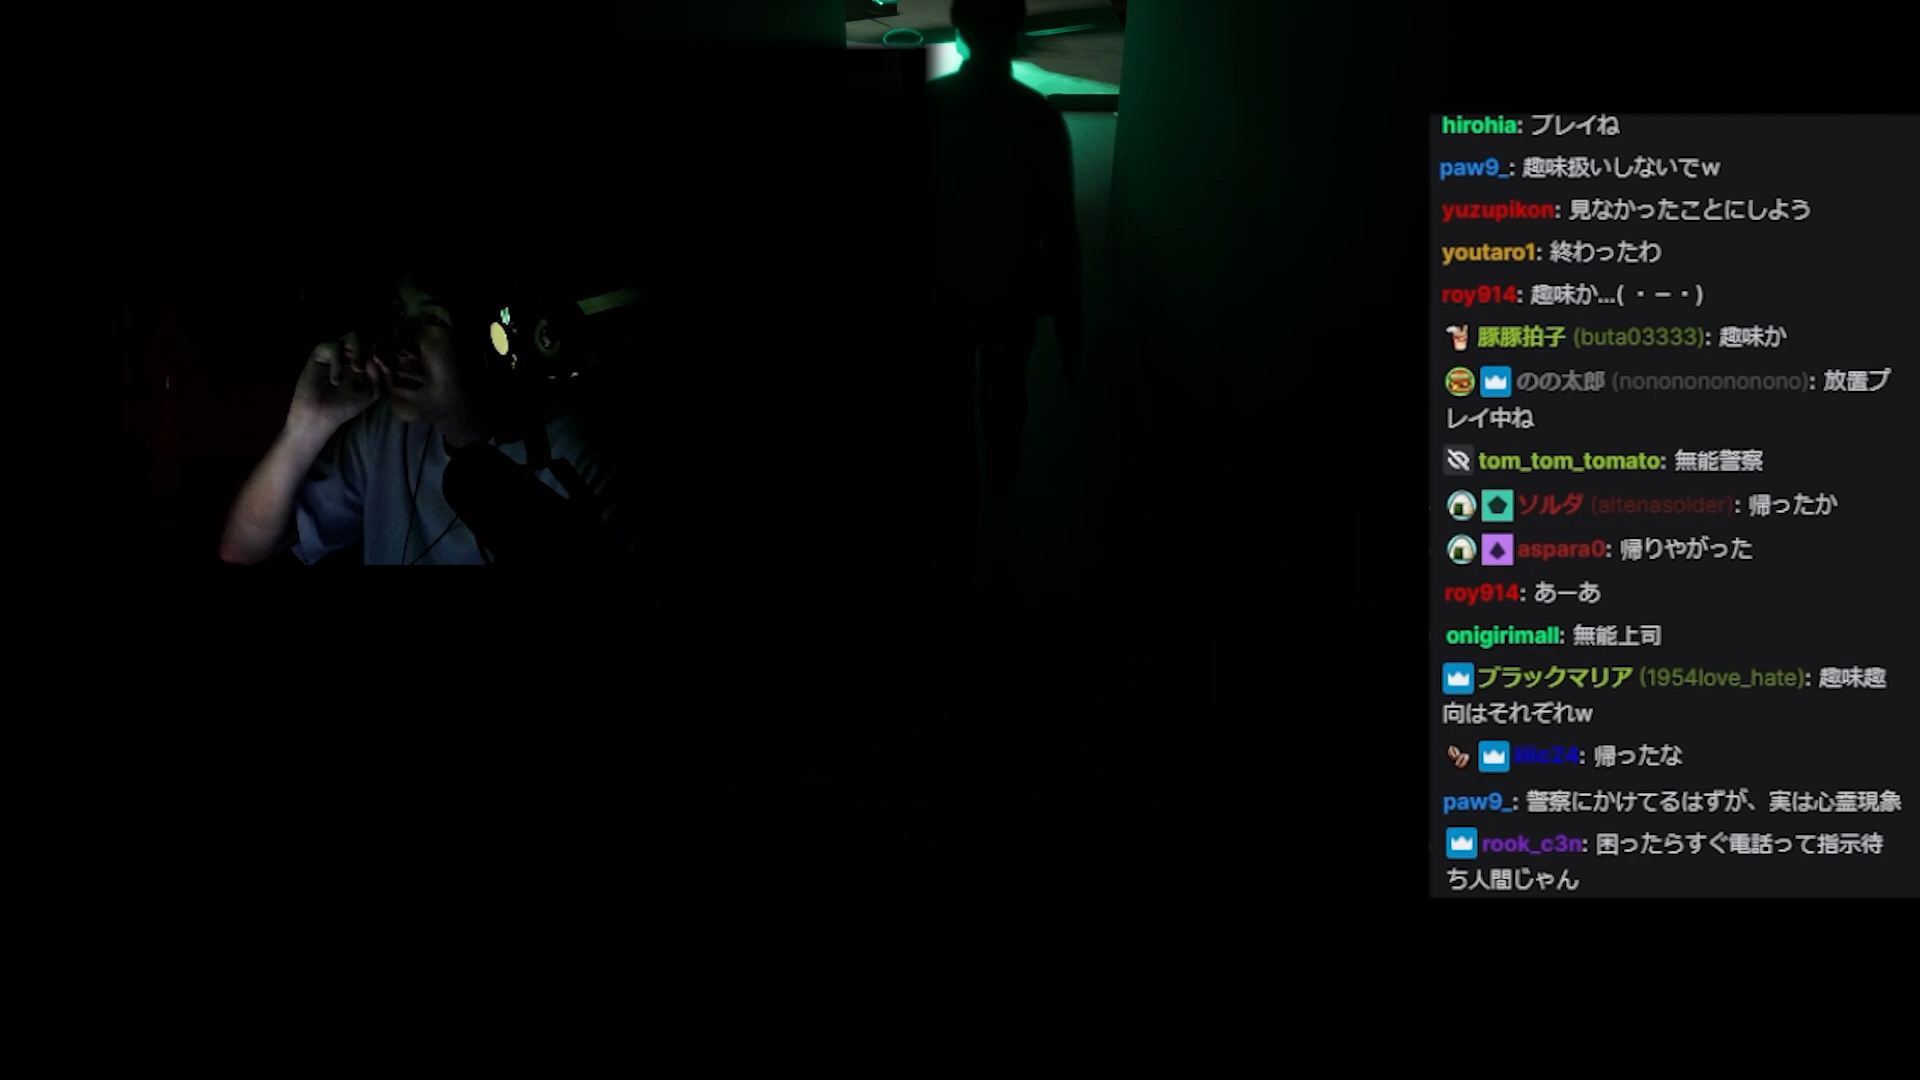 hirohia: プレイね
paw9_: 趣味扱いしないでw
yuzupikon: 見なかったことにしよう
youtaro1: 終わったわ
roy914: 趣味か...( ・－・)
豚豚拍子 (buta03333): 趣味か
のの太郎 (nononononono​no): 放置プ
レイ中ね
tom_tom_tomato: 無能警察
ソルダ (altenasolder): 帰ったか
aspara0: 帰りやがった
roy914: あーあ
onigirimall: 無能上司
ブラックマリア (1954love_hate): 趣味趣
向はそれぞれw
: 帰ったな
paw9_: 警察にかけてるはずが、実は心霊現象
rook_c3n: 困ったらすぐ電話って指示待
ち人間じゃん